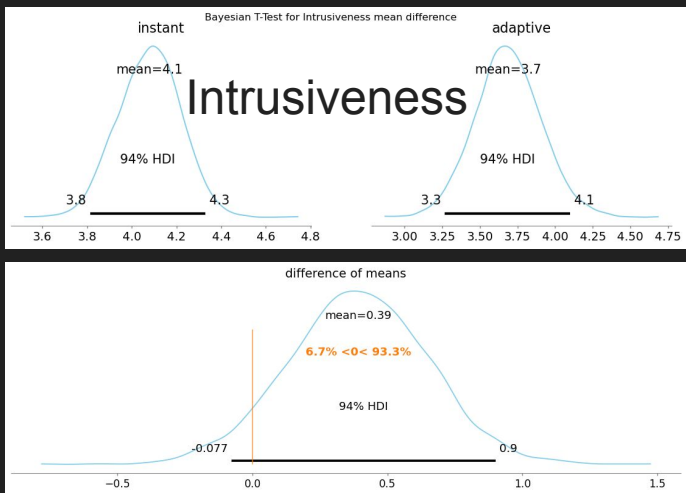 Bayesian T-Test for Intrusiveness mean difference
instant
adaptive
mean=4.1
mean=3.7
Intrusiveness
94% HDI
94% HDI
3.8
4.3
3.3
4.1
3.6 3.8 4.0 4.2 4.4 4.6 4.8
3.00 3.25 3.50 3.75 4.00 4.25 4.50 4.75
difference of means
mean=0.39
6.7% <0< 93.3%
94% HDI
-0.077
0.9
−0.5 0.0 0.5 1.0 1.5